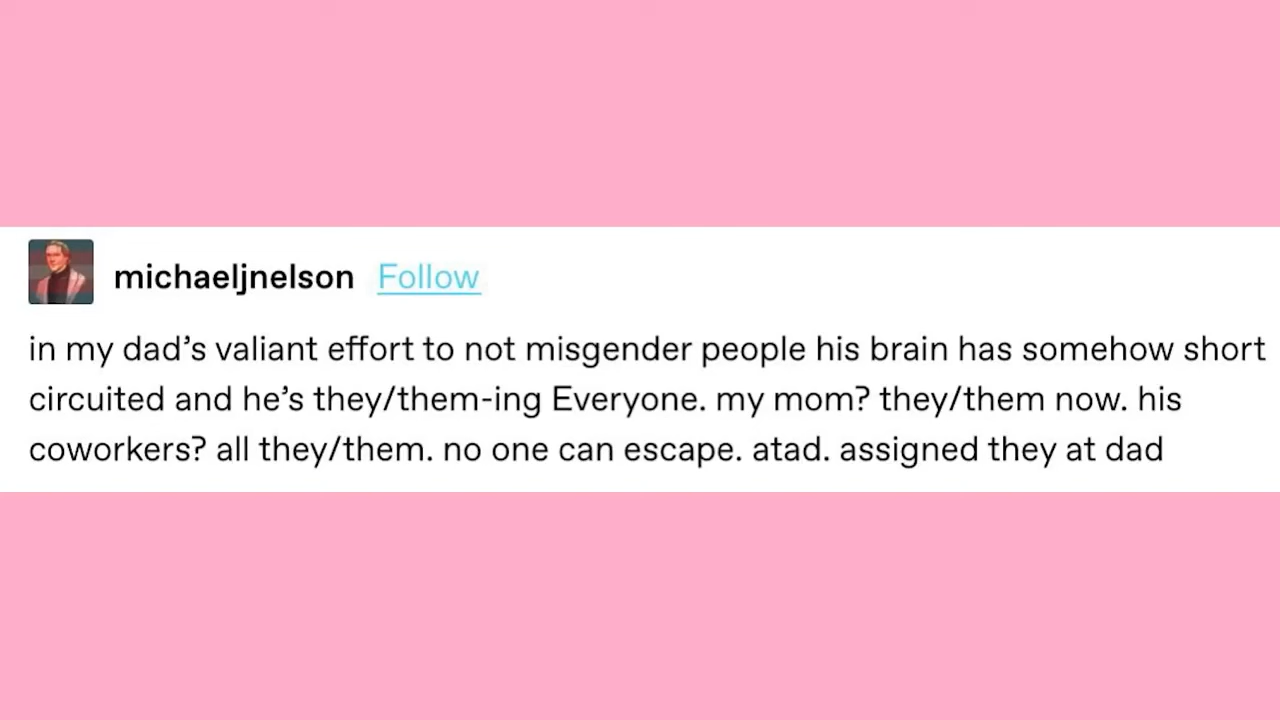 michaeljnelson Follow
in my dad’s valiant effort to not misgender people his brain has somehow short
circuited and he’s they/them-ing Everyone. my mom? they/them now. his
coworkers? all they/them. no one can escape. atad. assigned they at dad